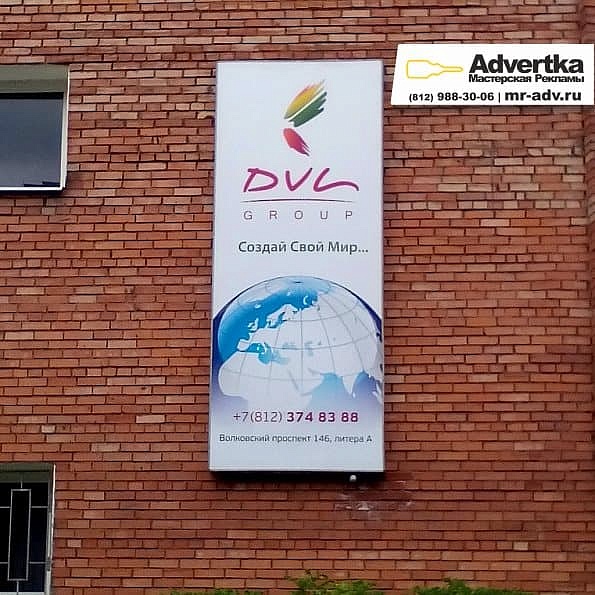 Advertka
Мастерская Рекламы
(812) 988-30-06 | mr-adv.ru
DVL
GROUP
Создай Свой Мир...
+7(812) 374 83 88
Волковский проспект 146, литера А